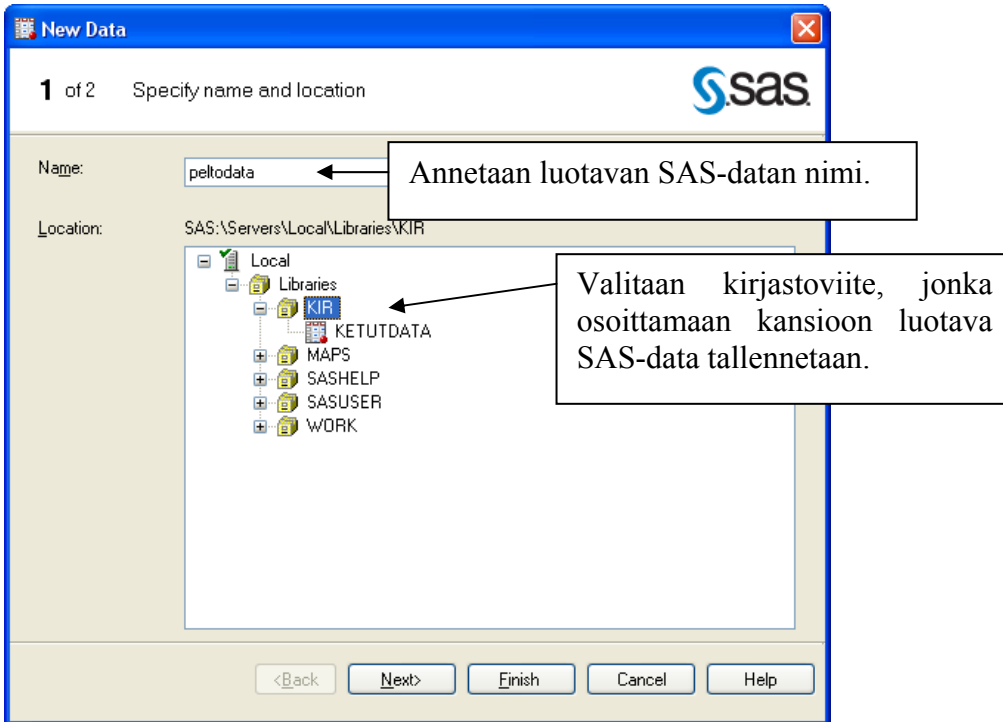 New Data
1 of 2 Specify name and location
sas
Name:
peltodata
Annetaan luotavan SAS-datan nimi.
Location:
SAS:\Servers\Local\Libraries\KIR
Local
Libraries
KIR
KETUTDATA
MAPS
SASHELP
SASUSER
WORK
Valitaan kirjastoviite, jonka
osoittamaan kansioon luotava
SAS-data tallennetaan.
<Back
Next>
Finish
Cancel
Help